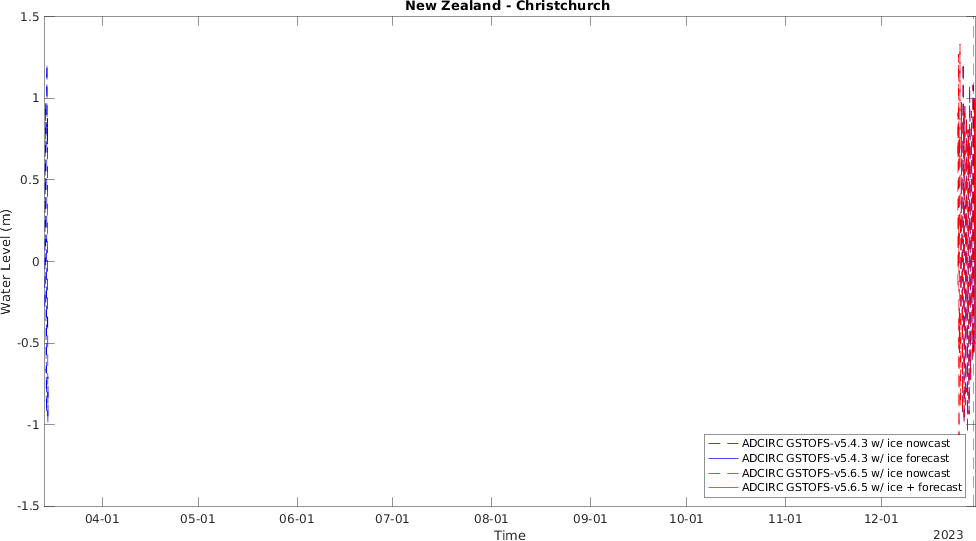 New Zealand - Christchurch
1.5
1
0.5
0
-0.5
-1
-1.5
Water Level (m)
ADCIRC GSTOFS-v5.4.3 w/ ice nowcast
ADCIRC GSTOFS-v5.4.3 w/ ice forecast
ADCIRC GSTOFS-v5.6.5 w/ ice nowcast
ADCIRC GSTOFS-v5.6.5 w/ ice + forecast
04-01 05-01 06-01 07-01 08-01 09-01 10-01 11-01 12-01
Time
2023